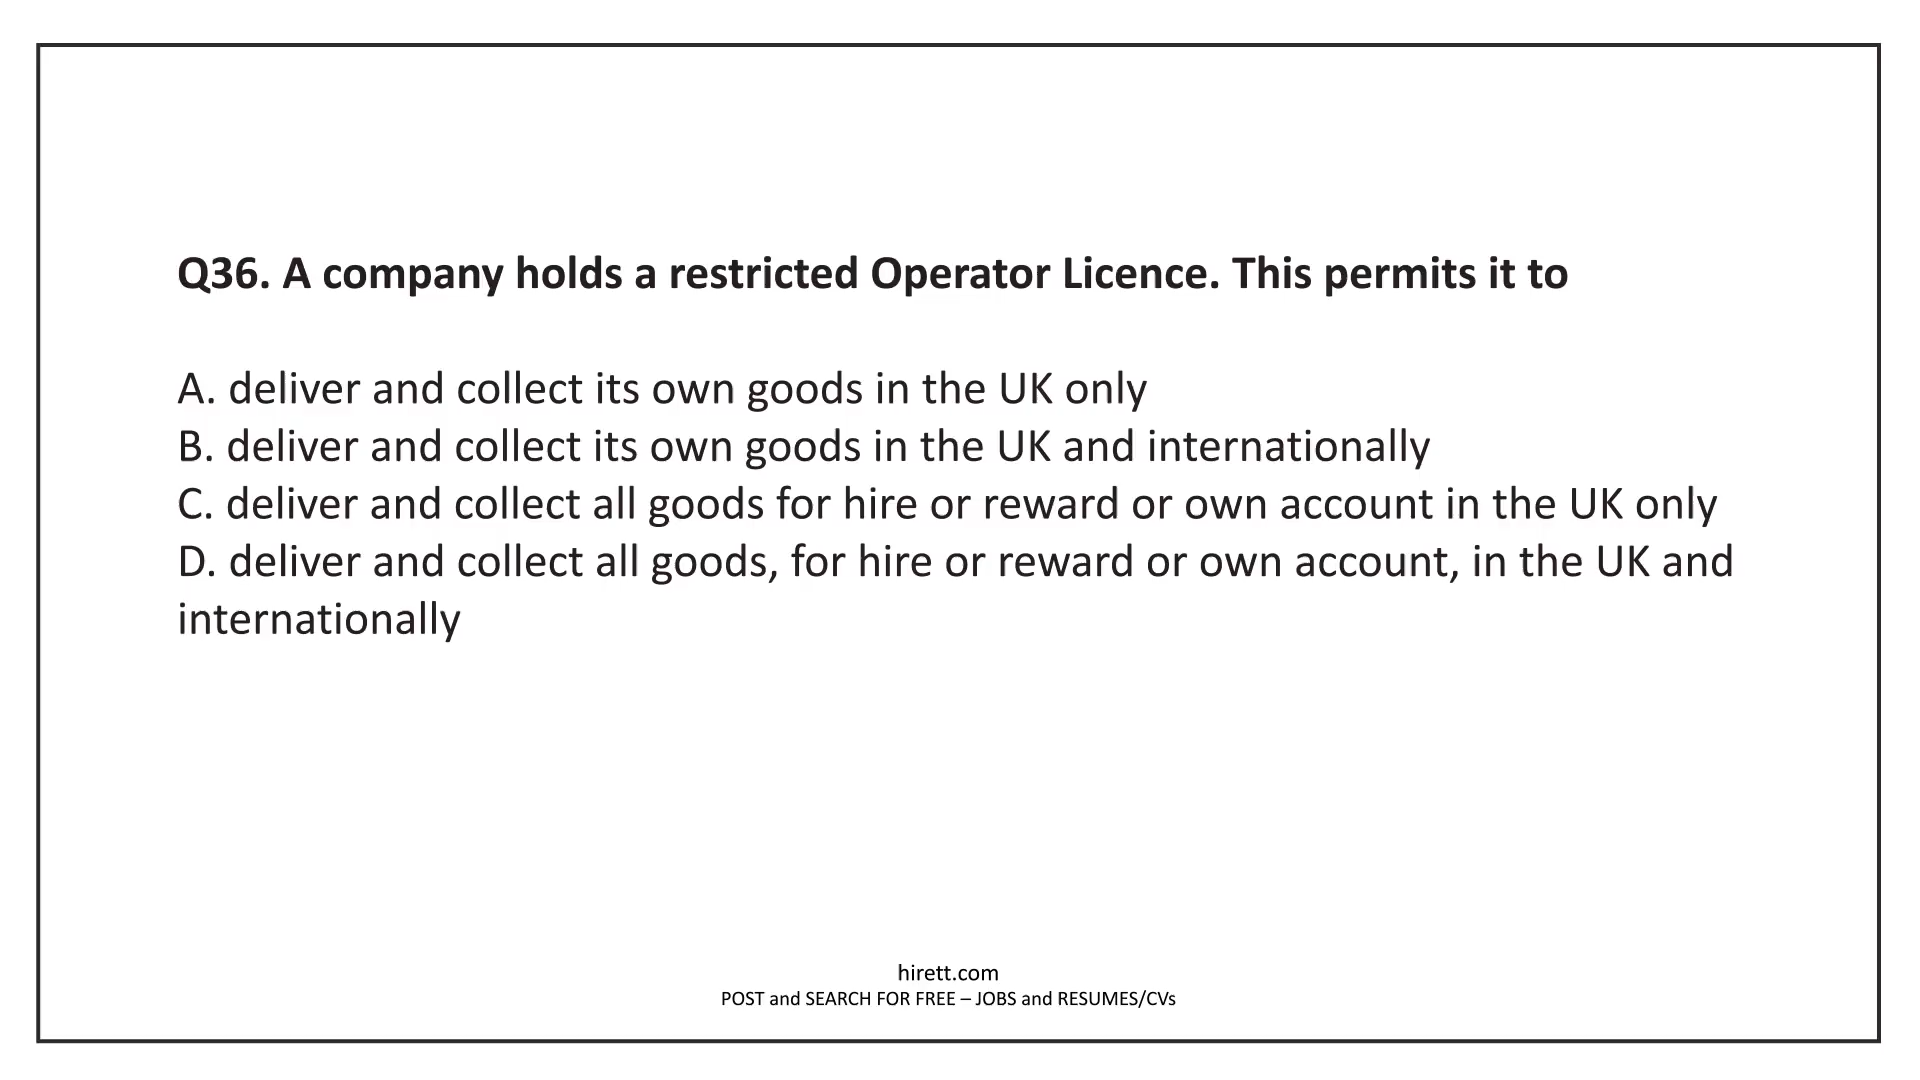 Q36. A company holds a restricted Operator Licence. This permits it to
A. deliver and collect its own goods in the UK only
B. deliver and collect its own goods in the UK and internationally
C. deliver and collect all goods for hire or reward or own account in the UK only
D. deliver and collect all goods, for hire or reward or own account, in the UK and
internationally
hirett.com
POST and SEARCH FOR FREE – JOBS and RESUMES/CVs